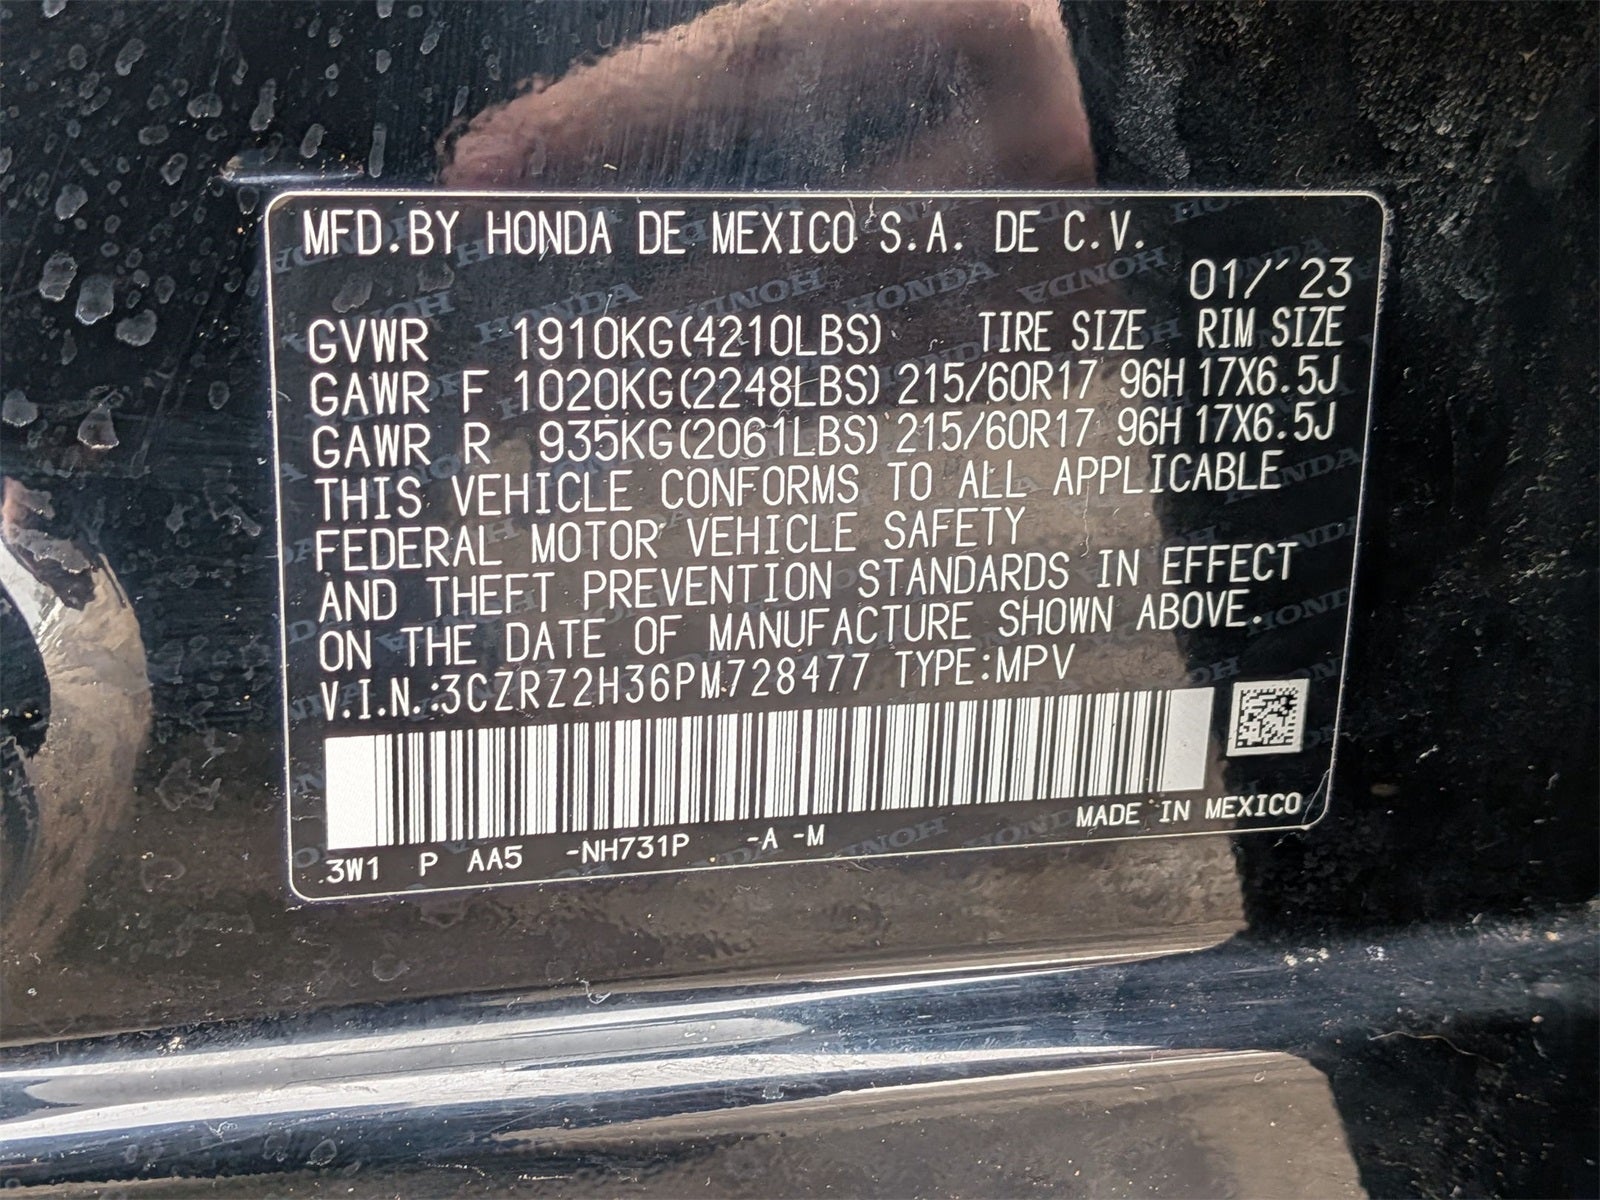 MFD.BY HONDA DE MEXICO S.A. DE C.V.
01/'23
GVWR 1910KG(4210LBS) TIRE SIZE RIM SIZE
GAWR F 1020KG(2248LBS) 215/60R17 96H 17X6.5J
GAWR R 935KG(2061LBS) 215/60R17 96H 17X6.5J
THIS VEHICLE CONFORMS TO ALL APPLICABLE
FEDERAL MOTOR VEHICLE SAFETY
AND THEFT PREVENTION STANDARDS IN EFFECT
ON THE DATE OF MANUFACTURE SHOWN ABOVE.
V.I.N.:3CZRZ2H36PM728477 TYPE:MPV
MADE IN MEXICO
3W1 P AA5 -NH731P -A -M